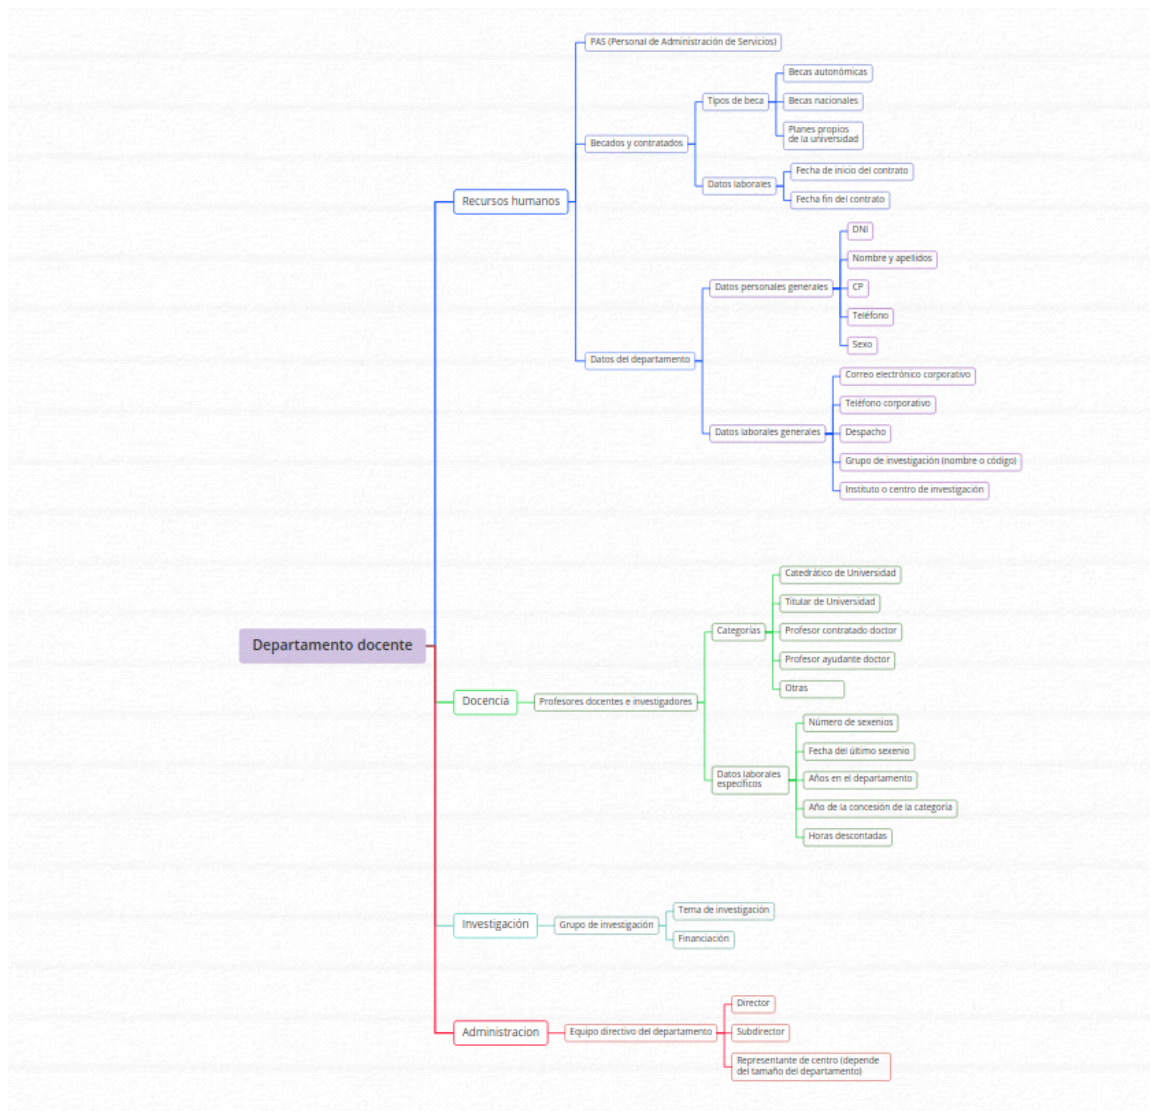 PAS (Personal de Administración de Servicios)
Becas autonómicas
Tipos de beca
Becas nacionales
Planes propios
de la universidad
Becados y contratados
Fecha de inicio del contrato
Datos laborales
Fecha fin del contrato
Recursos humanos
DNI
Nombre y apellidos
Datos personales generales
CP
Teléfono
Sexo
Datos del departamento
Correo electrónico corporativo
Teléfono corporativo
Datos laborales generales
Despacho
Grupo de investigación (nombre o código)
Instituto o centro de investigación
Catedrático de Universidad
Titular de Universidad
Categorías
Profesor contratado doctor
Profesor ayudante doctor
Otras
Departamento docente
Docencia
Profesores docentes e investigadores
Número de sexenios
Fecha del último sexenio
Datos laborales
específicos
Años en el departamento
Año de la concesión de la categoría
Horas descontadas
Investigación
Grupo de investigación
Tema de investigación
Financiación
Director
Administracion
Equipo directivo del departamento
Subdirector
Representante de centro (depende
del tamaño del departamento)